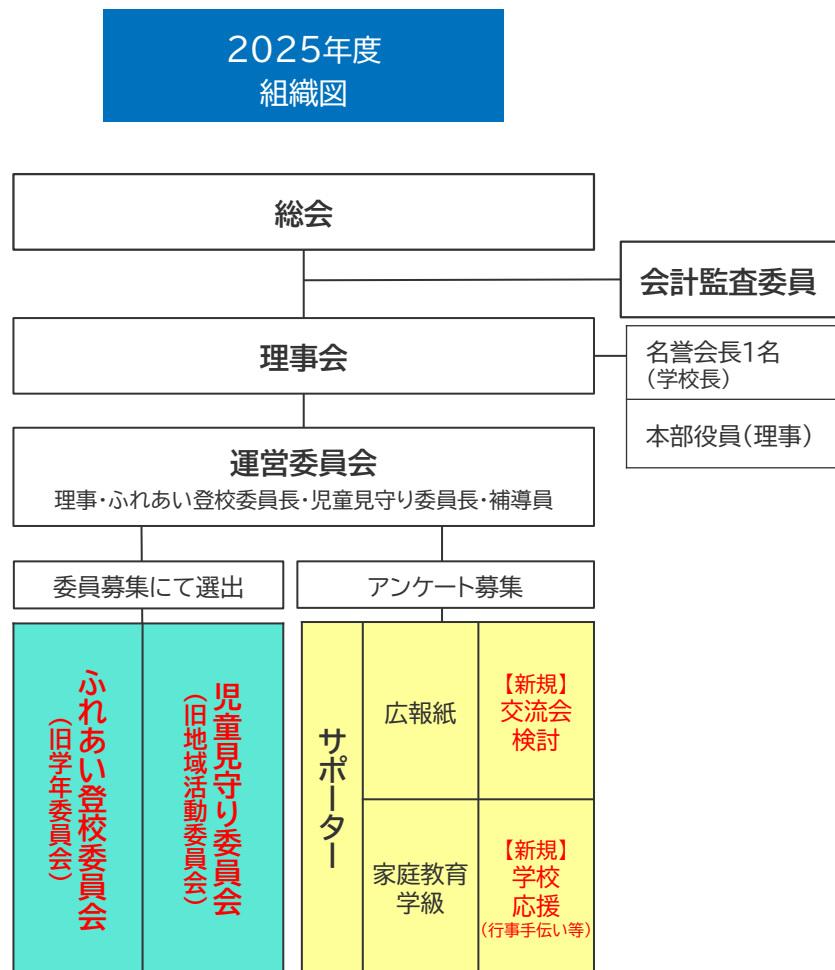 2025年度
組織図
総会
会計監査委員
理事会
名誉会長1名
(学校長)
本部役員(理事)
運営委員会
理事・ふれあい登校委員長・児童見守り委員長・補導員
委員募集にて選出
アンケート募集
ふれあい登校委員会
(旧学年委員会)
児童見守り委員会
(旧地域活動委員会)
サポーター
広報紙
【新規】
交流会
検討
家庭教育
学級
【新規】
学校
応援
(行事手伝い等)